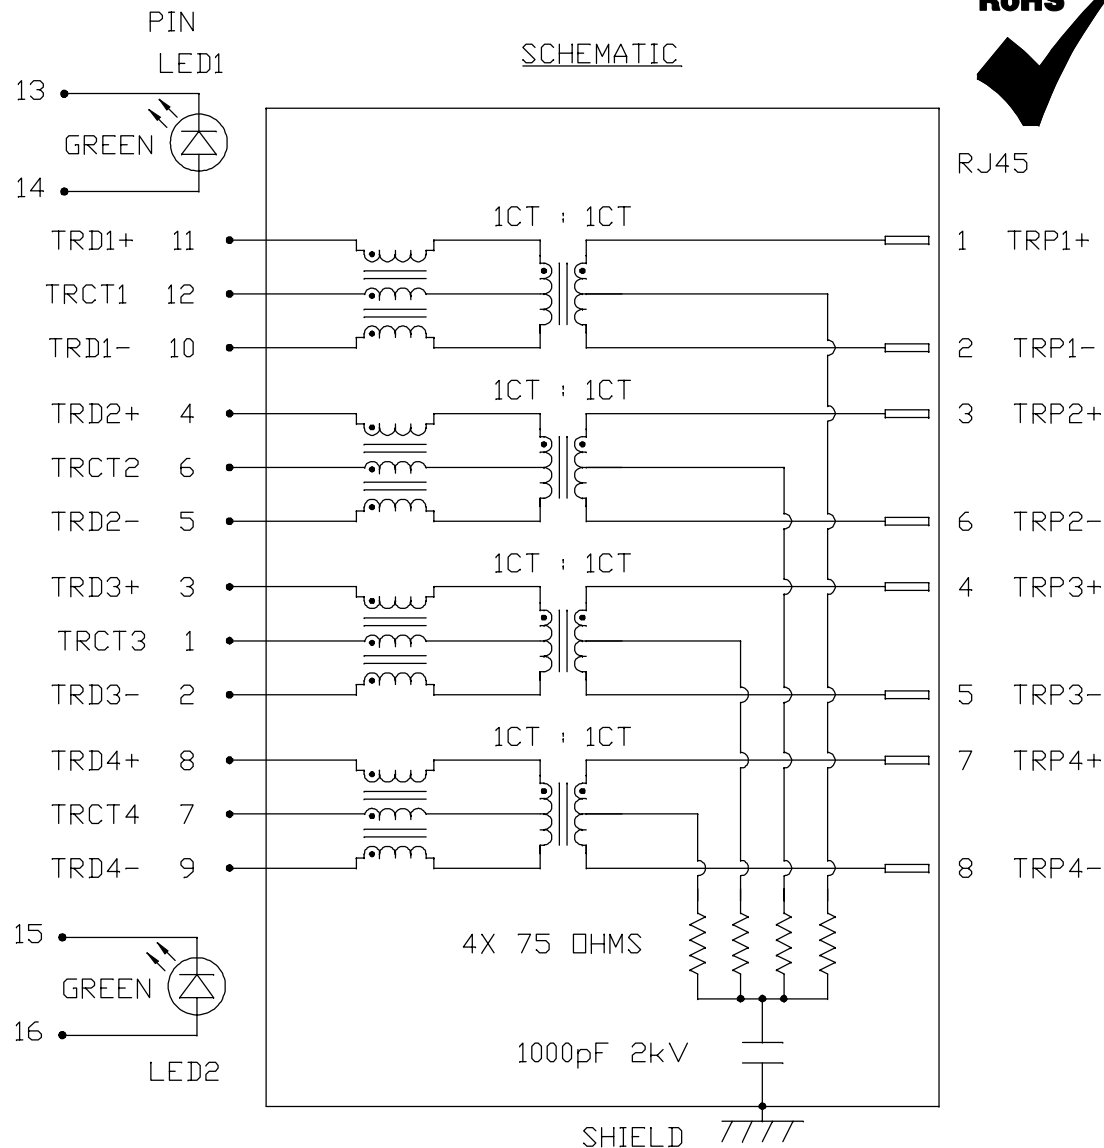 RoHS
PIN
LED1
SCHEMATIC
13
GREEN
14
RJ45
1CT : 1CT
TRD1+ 11 1 TRP1+
TRCT1 12
TRD1- 10 2 TRP1-
1CT : 1CT
TRD2+ 4 3 TRP2+
TRCT2 6
TRD2- 5 6 TRP2-
1CT : 1CT
TRD3+ 3 4 TRP3+
TRCT3 1
TRD3- 2 5 TRP3-
1CT : 1CT
TRD4+ 8 7 TRP4+
TRCT4 7
TRD4- 9 8 TRP4-
15
4X 75 OHMS
GREEN
16
1000pF 2kV
LED2
SHIELD